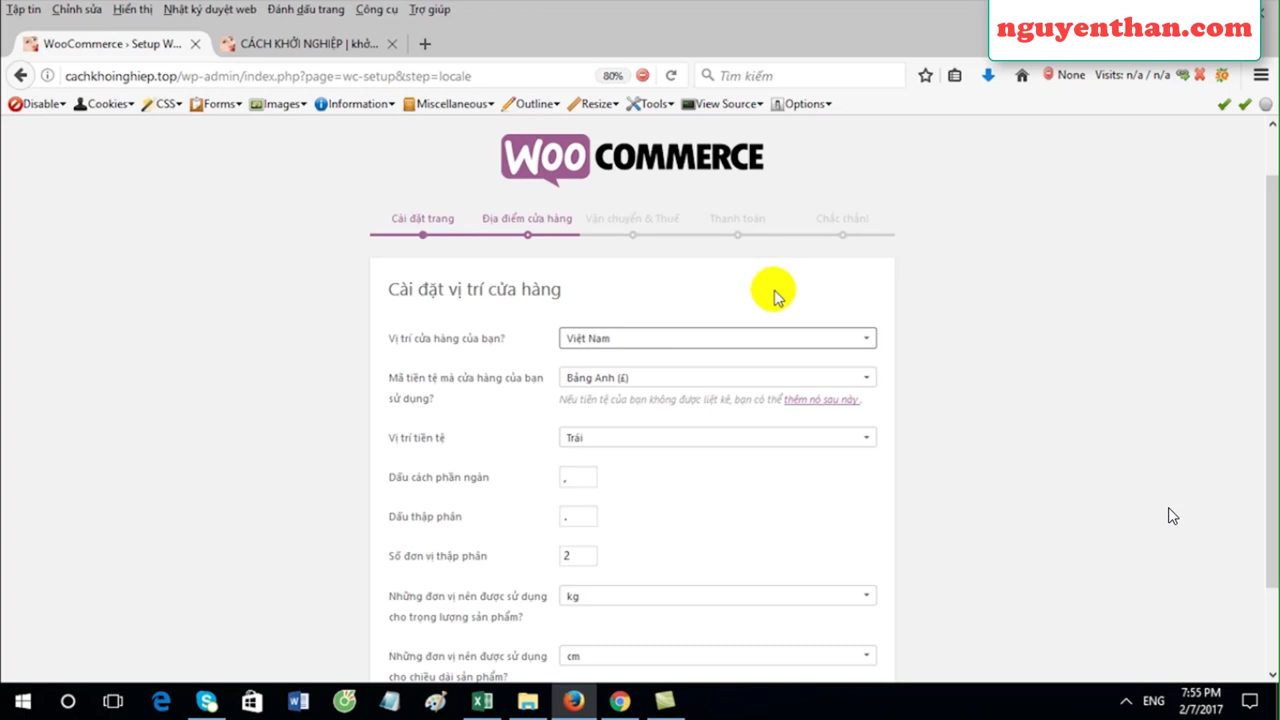 Tập tin Chỉnh sửa Hiển thị Nhật ký duyệt web Đánh dấu trang Công cụ Trợ giúp
nguyenthan.com
WooCommerce › Setup W... CÁCH KHỞI NGHIỆP | khở...
cachkhoinghiep.top/wp-admin/index.php?page=wc-setup&step=locale 80% Tìm kiếm None Visits: n/a / n/a
Disable Cookies CSS Forms Images Information Miscellaneous Outline Resize Tools View Source Options
WOO COMMERCE
Cài đặt trang Địa điểm cửa hàng Vận chuyển & Thuế Thanh toán Chắc chắn!
Cài đặt vị trí cửa hàng
Vị trí cửa hàng của bạn? Việt Nam
Mã tiền tệ mà cửa hàng của bạn Bảng Anh (£)
sử dụng? Nếu tiền tệ của bạn không được liệt kê, bạn có thể thêm nó sau này .
Vị trí tiền tệ Trái
Dấu cách phần ngàn ,
Dấu thập phân .
Số đơn vị thập phân 2
Những đơn vị nên được sử dụng kg
cho trọng lượng sản phẩm?
Những đơn vị nên được sử dụng cm
cho chiều dài sản phẩm?
ENG 7:55 PM
2/7/2017